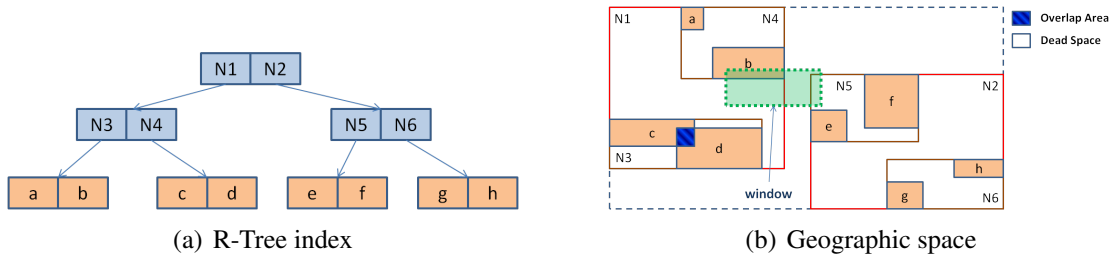 N1 N2
N3 N4
N5 N6
a b
c d
e f
g h
(a) R-Tree index
N1
a
N4
b
c
d
N3
window
N5
f
N2
e
h
g
N6
Overlap Area
Dead Space
(b) Geographic space